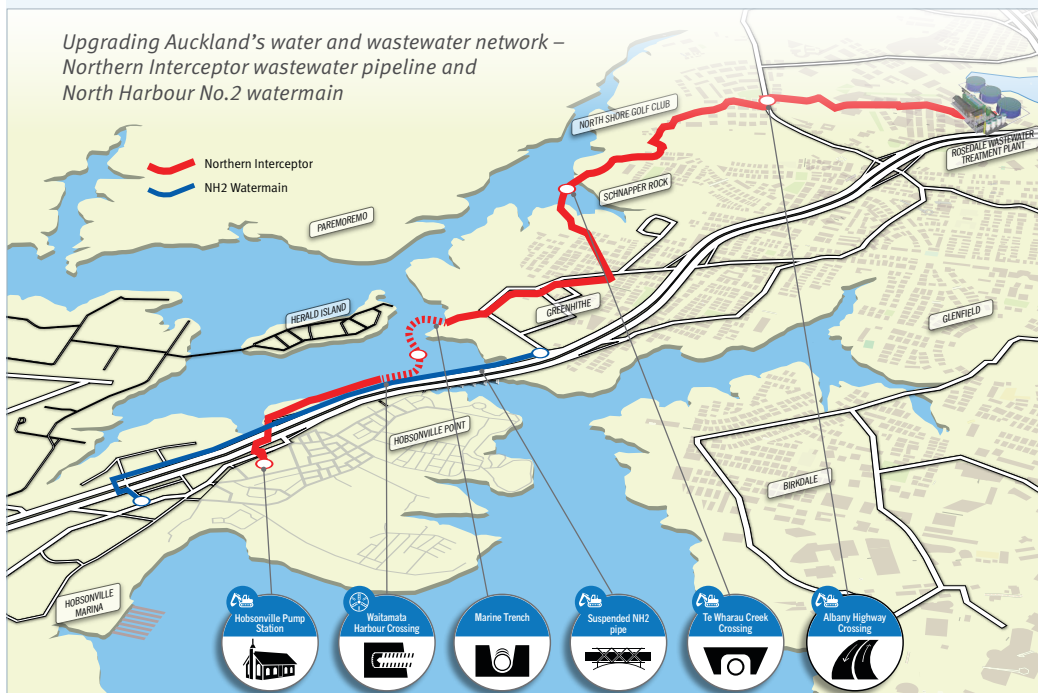 Upgrading Auckland's water and wastewater network –
Northern Interceptor wastewater pipeline and
North Harbour No.2 watermain
Northern Interceptor
NH2 Watermain
NORTH SHORE GOLF CLUB
ROSEDALE WASTEWATER
TREATMENT PLANT
SCHNAPPER ROCK
PAREMOREMO
HERALD ISLAND
GREENHITHE
GLENFIELD
HOBSONVILLE POINT
BIRKDALE
HOBSONVILLE
MARINA
Hobsonville Pump
Station
Waitamata
Harbour Crossing
Marine Trench
Suspended NH2
pipe
Te Wharau Creek
Crossing
Albany Highway
Crossing